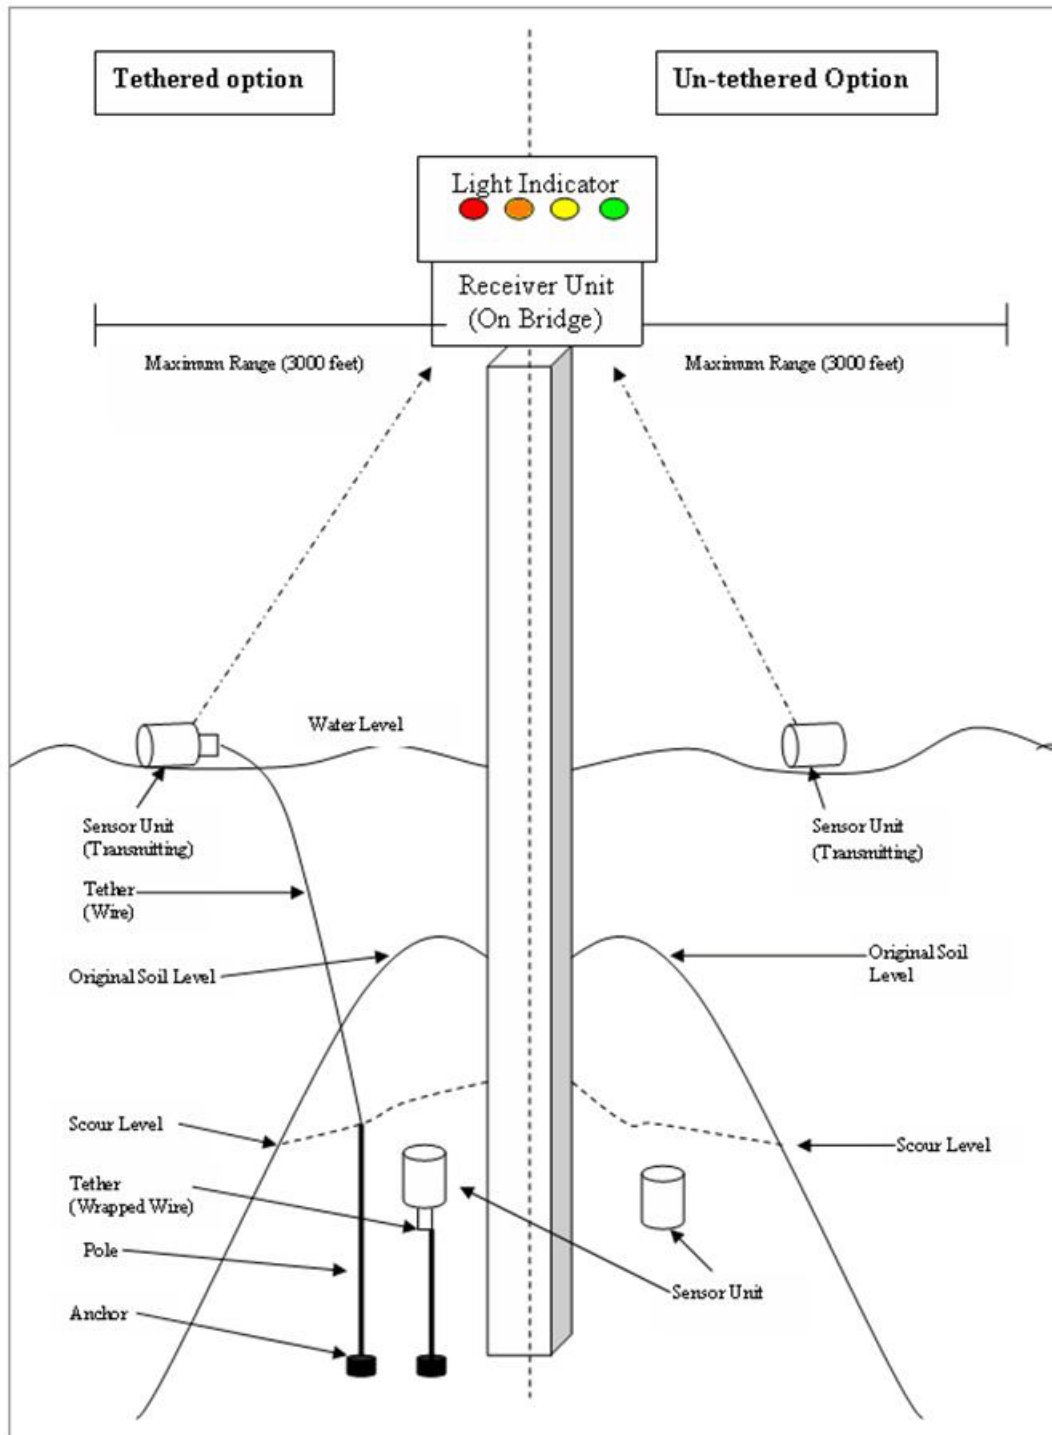 Tethered option
Un-tethered Option
Light Indicator
Receiver Unit
(On Bridge)
Maximum Range (3000 feet)
Maximum Range (3000 feet)
Water Level
Sensor Unit
(Transmitting)
Sensor Unit
(Transmitting)
Tether
(Wire)
Original Soil Level
Original Soil
Level
Scour Level
Scour Level
Tether
(Wrapped Wire)
Pole
Sensor Unit
Anchor